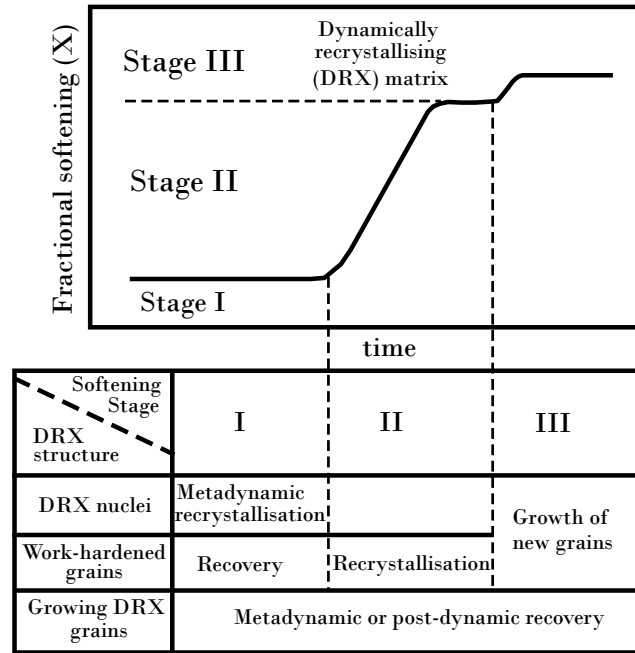 Fractional softening (X)
Stage III
Dynamically
recrystallising
(DRX) matrix
Stage II
Stage I
time
Softening
Stage
DRX
structure
I
II
III
DRX nuclei
Metadynamic
recrystallisation
Growth of
new grains
Work-hardened
grains
Recovery
Recrystallisation
Growing DRX
grains
Metadynamic or post-dynamic recovery